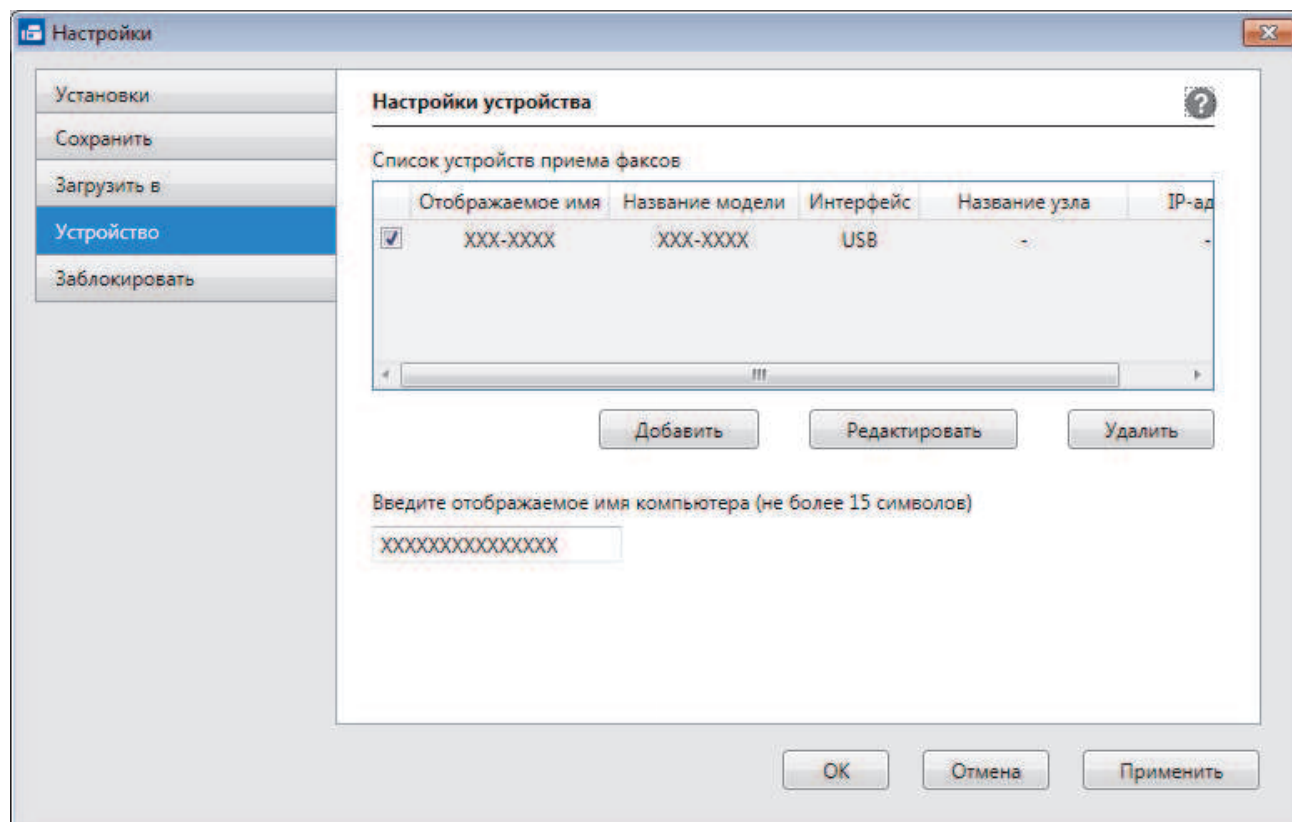 Настройки
Установки
Сохранить
Загрузить в
Устройство
Заблокировать
Настройки устройства
?
Список устройств приема факсов
Отображаемое имя Название модели Интерфейс Название узла IP-ад
XXX-XXXX XXX-XXXX USB - -
Добавить Редактировать Удалить
Введите отображаемое имя компьютера (не более 15 символов)
XXXXXXXXXXXXXXX
OK Отмена Применить